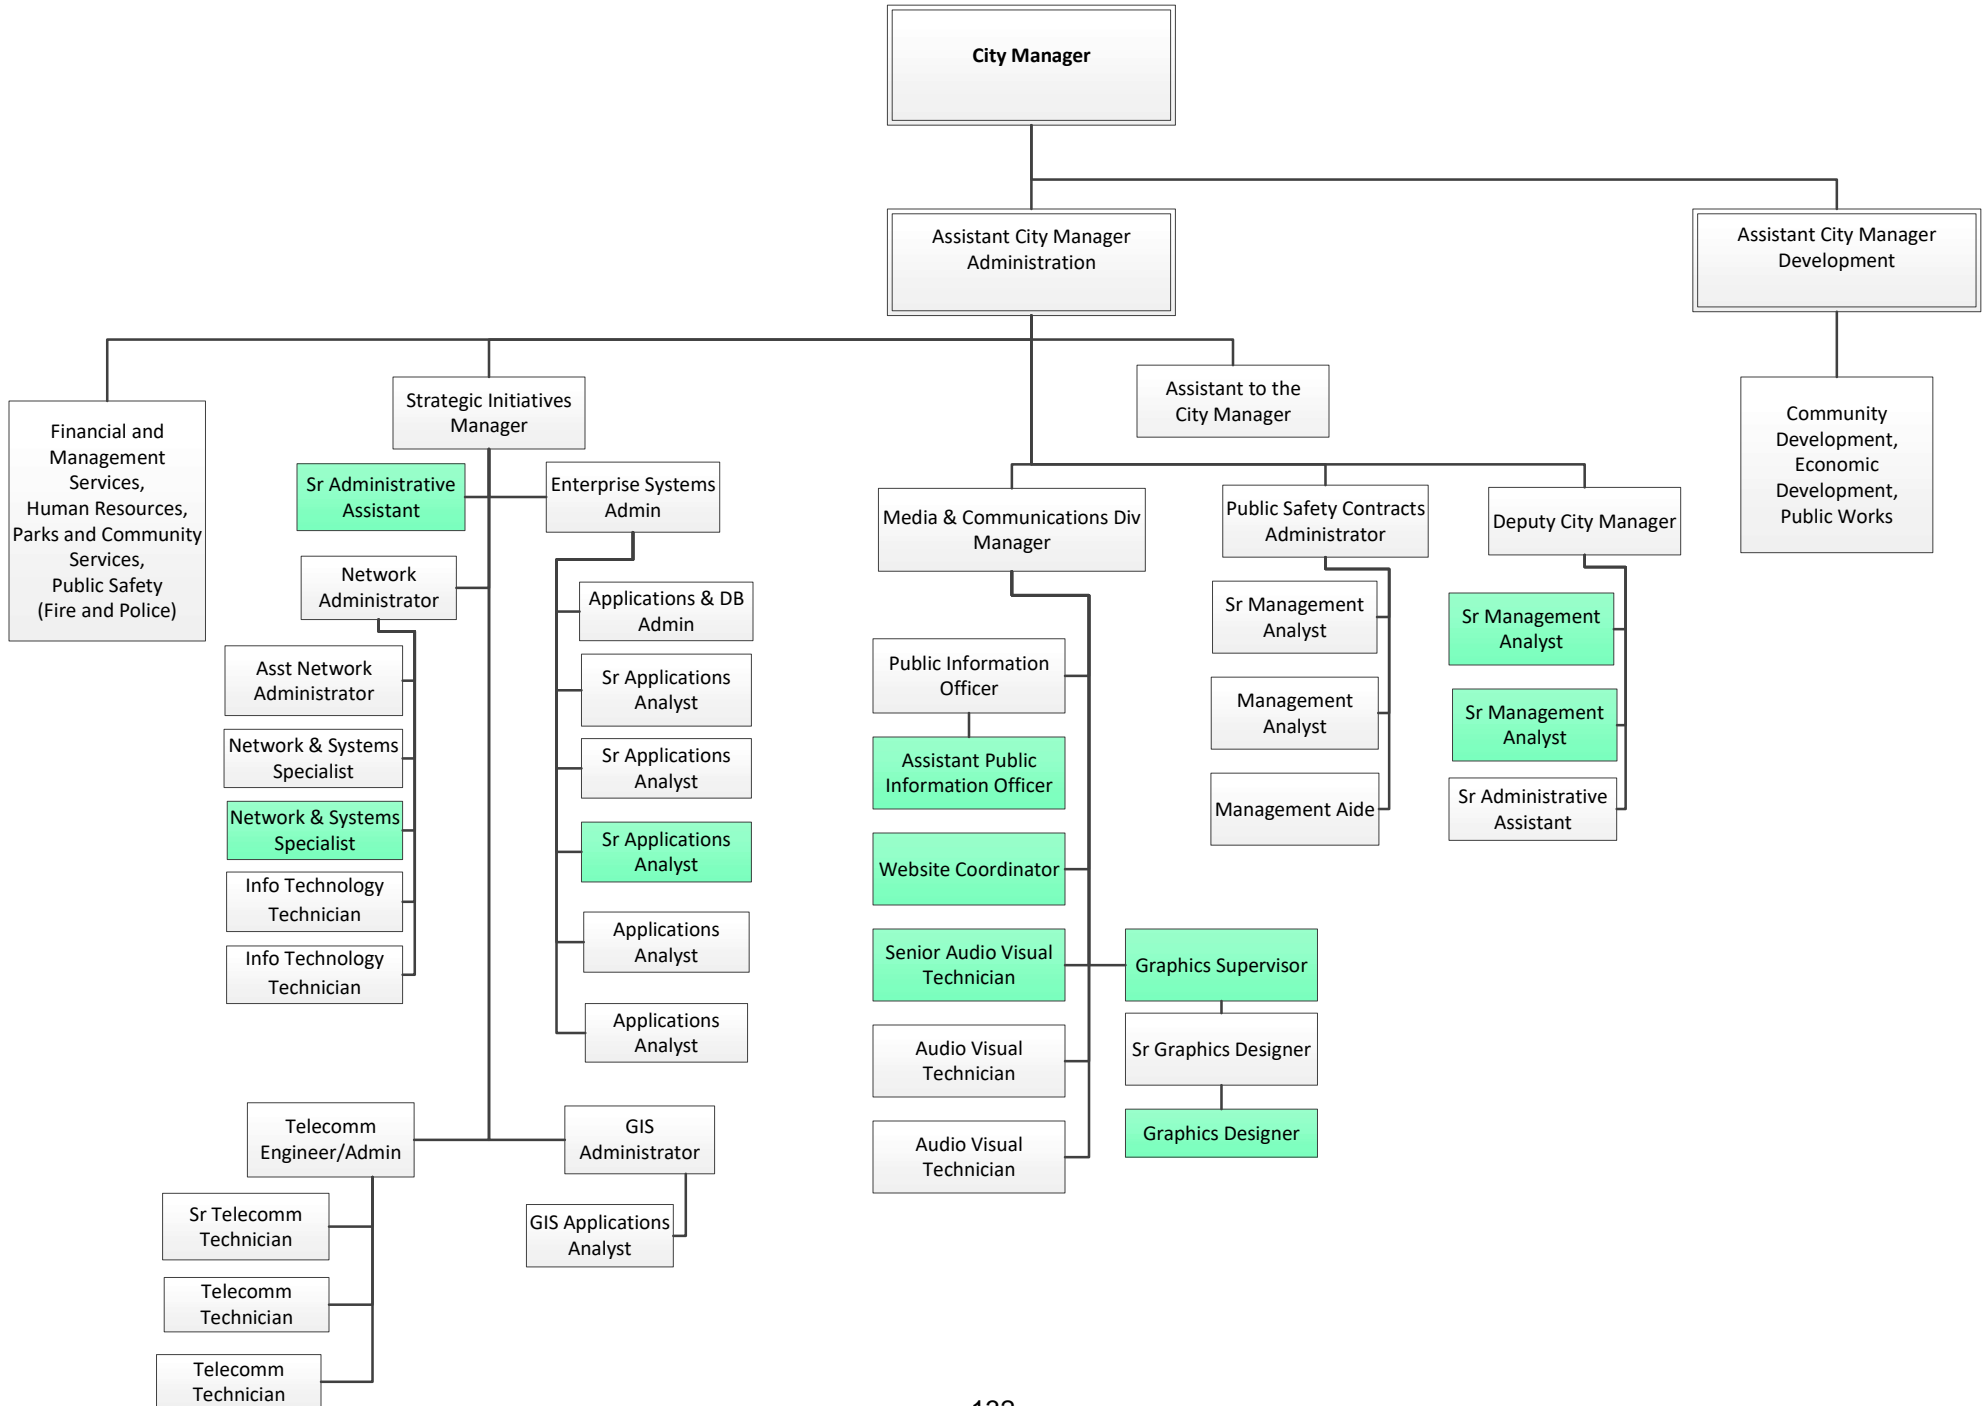 City Manager
Assistant City Manager
Administration
Assistant City Manager
Development
Financial and
Management
Services,
Human Resources,
Parks and Community
Services,
Public Safety
(Fire and Police)
Strategic Initiatives
Manager
Assistant to the
City Manager
Community
Development,
Economic
Development,
Public Works
Sr Administrative
Assistant
Enterprise Systems
Admin
Network
Administrator
Asst Network
Administrator
Network & Systems
Specialist
Network & Systems
Specialist
Info Technology
Technician
Info Technology
Technician
Applications & DB
Admin
Sr Applications
Analyst
Sr Applications
Analyst
Sr Applications
Analyst
Applications
Analyst
Applications
Analyst
Telecomm
Engineer/Admin
Sr Telecomm
Technician
Telecomm
Technician
Telecomm
Technician
GIS
Administrator
GIS Applications
Analyst
Media & Communications Div
Manager
Public Information
Officer
Assistant Public
Information Officer
Website Coordinator
Senior Audio Visual
Technician
Audio Visual
Technician
Audio Visual
Technician
Graphics Supervisor
Sr Graphics Designer
Graphics Designer
Public Safety Contracts
Administrator
Sr Management
Analyst
Management
Analyst
Management Aide
Deputy City Manager
Sr Management
Analyst
Sr Management
Analyst
Sr Administrative
Assistant